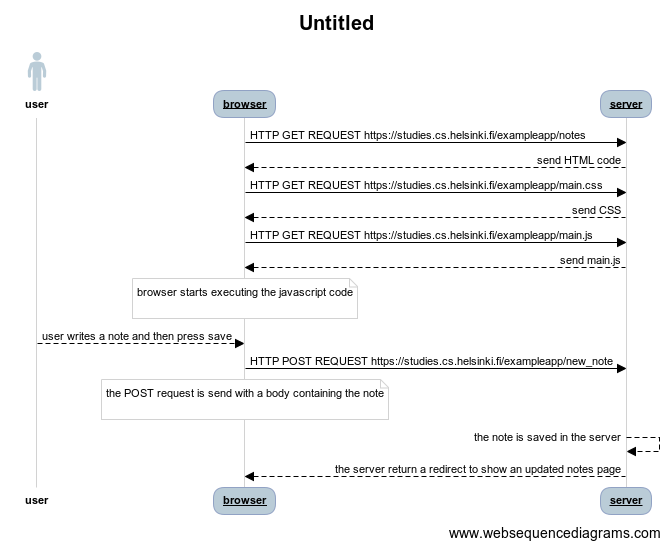 Untitled
user
browser
server
HTTP GET REQUEST https://studies.cs.helsinki.fi/exampleapp/notes
send HTML code
HTTP GET REQUEST https://studies.cs.helsinki.fi/exampleapp/main.css
send CSS
HTTP GET REQUEST https://studies.cs.helsinki.fi/exampleapp/main.js
send main.js
browser starts executing the javascript code
user writes a note and then press save
HTTP POST REQUEST https://studies.cs.helsinki.fi/exampleapp/new_note
the POST request is send with a body containing the note
the note is saved in the server
the server return a redirect to show an updated notes page
user
browser
server
www.websequencediagrams.com